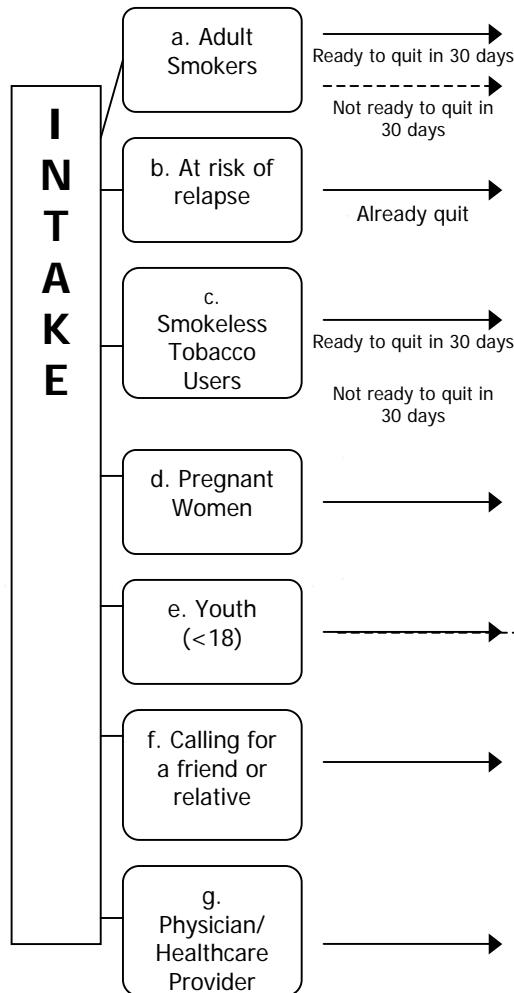 I
N
T
A
K
E
a. Adult
Smokers
Ready to quit in 30 days
Not ready to quit in
30 days
b. At risk of
relapse
Already quit
c.
Smokeless
Tobacco
Users
Ready to quit in 30 days
Not ready to quit in
30 days
d. Pregnant
Women
e. Youth
(<18)
f. Calling for
a friend or
relative
g.
Physician/
Healthcare
Provider